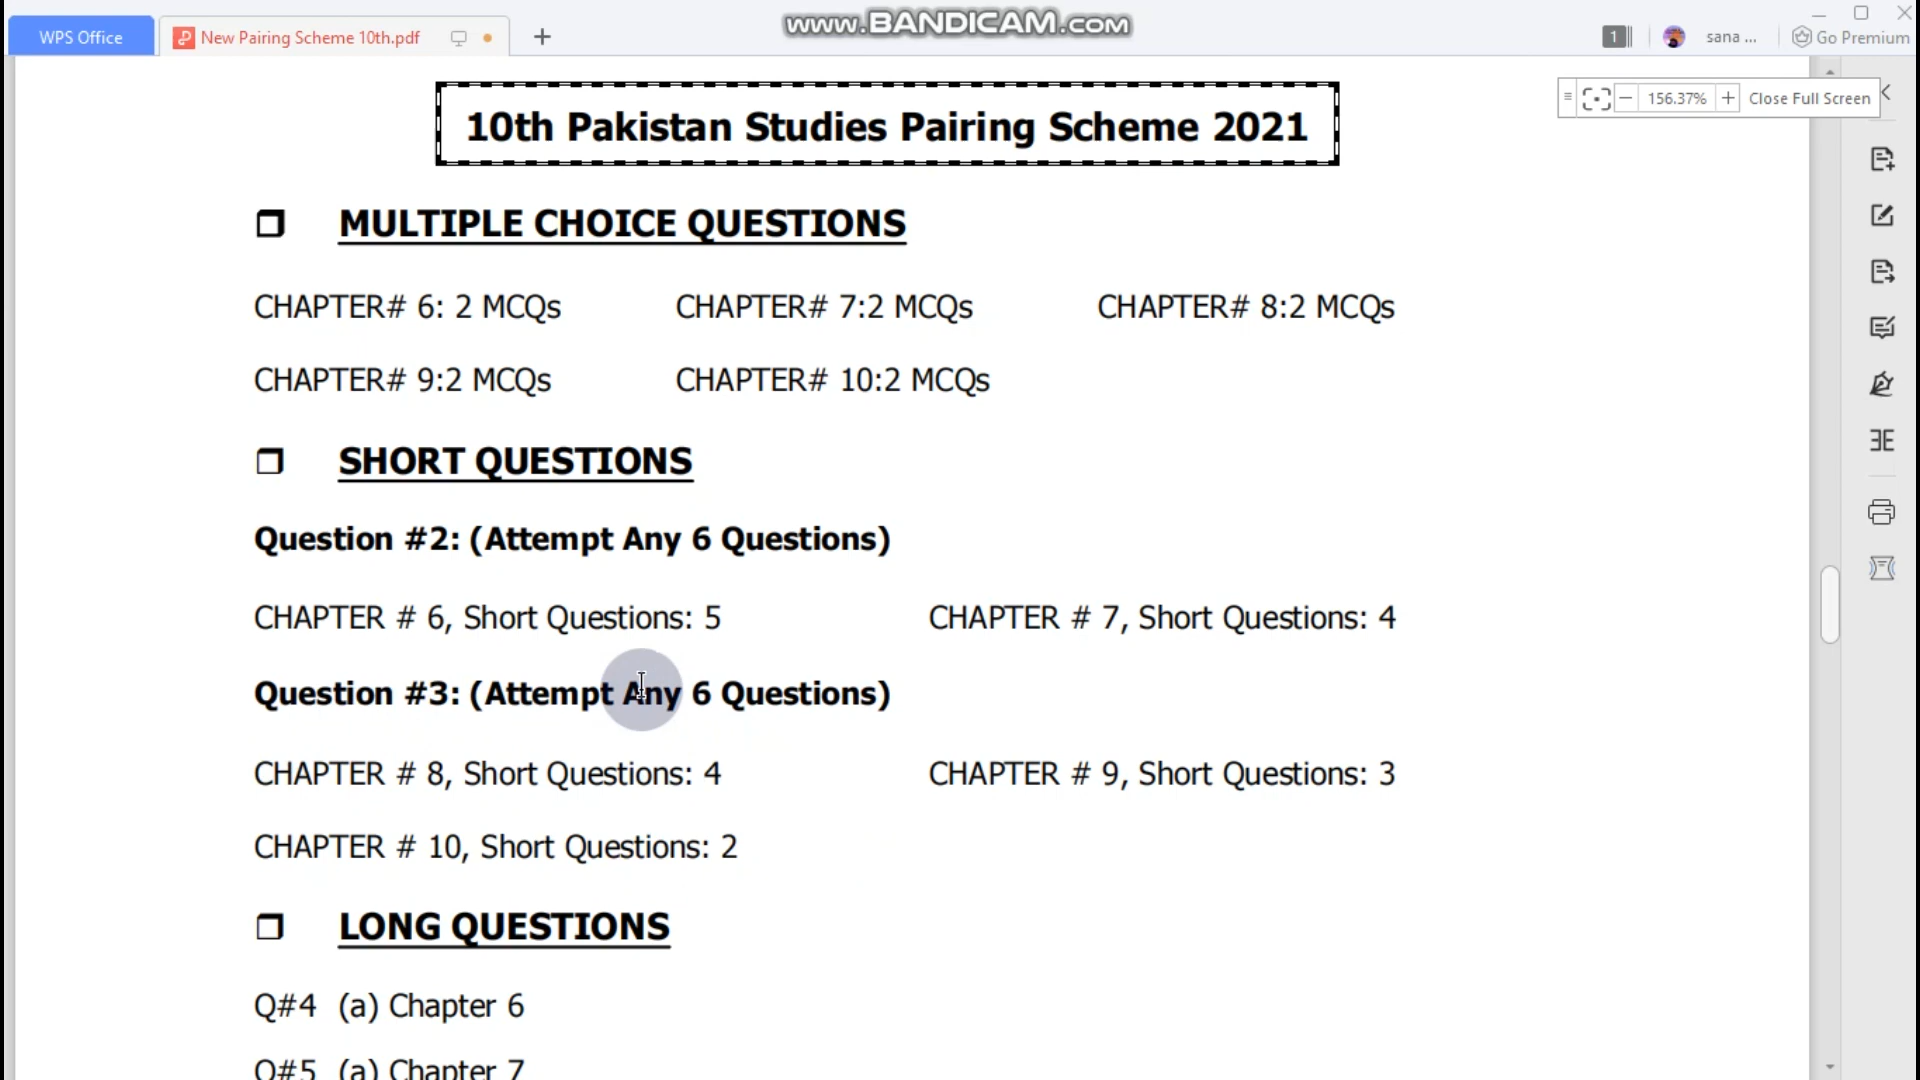 www.BANDICAM.com
WPS Office
New Pairing Scheme 10th.pdf
1
sana ...
Go Premium
156.37%
Close Full Screen
10th Pakistan Studies Pairing Scheme 2021
MULTIPLE CHOICE QUESTIONS
CHAPTER# 6: 2 MCQs CHAPTER# 7:2 MCQs CHAPTER# 8:2 MCQs
CHAPTER# 9:2 MCQs CHAPTER# 10:2 MCQs
SHORT QUESTIONS
Question #2: (Attempt Any 6 Questions)
CHAPTER # 6, Short Questions: 5 CHAPTER # 7, Short Questions: 4
Question #3: (Attempt Any 6 Questions)
CHAPTER # 8, Short Questions: 4 CHAPTER # 9, Short Questions: 3
CHAPTER # 10, Short Questions: 2
LONG QUESTIONS
Q#4 (a) Chapter 6
Q#5 (a) Chapter 7